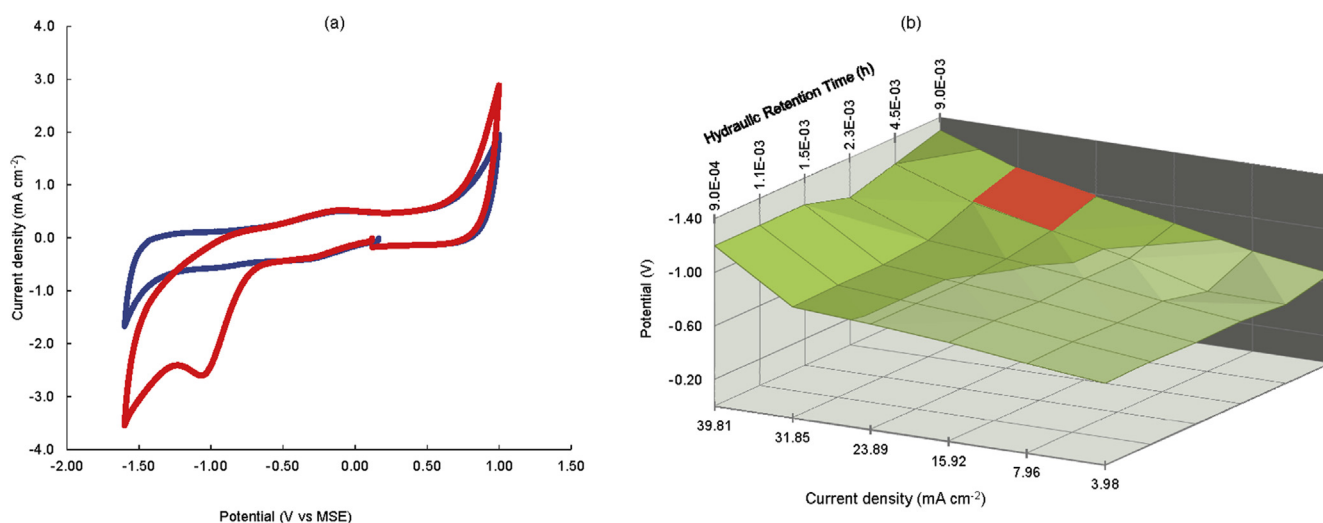 (a)
4.0
3.0
2.0
1.0
0.0
-1.0
-2.0
-3.0
-4.0
Current density (mA cm⁻²)
-2.00 -1.50 -1.00 -0.50 0.00 0.50 1.00 1.50
Potential (V vs MSE)
(b)
Hydraulic Retention Time (h)
9.0E-04
1.1E-03
1.5E-03
2.3E-03
4.5E-03
9.0E-03
-1.40
-1.00
-0.60
-0.20
Potential (V)
39.81
31.85
23.89
15.92
7.96
3.98
Current density (mA cm⁻²)